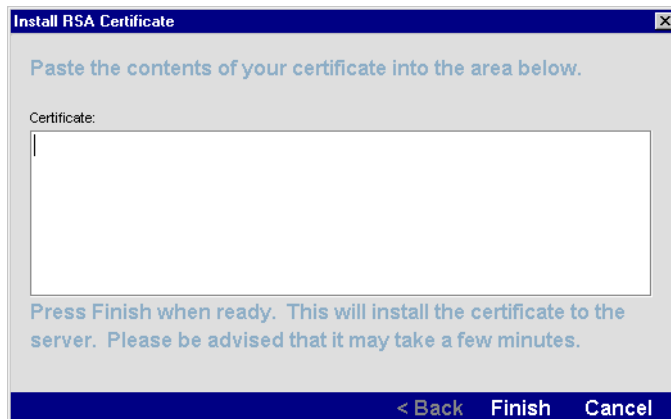 Install RSA Certificate
Paste the contents of your certificate into the area below.
Certificate:
Press Finish when ready.  This will install the certificate to the
server.  Please be advised that it may take a few minutes.
< Back Finish Cancel